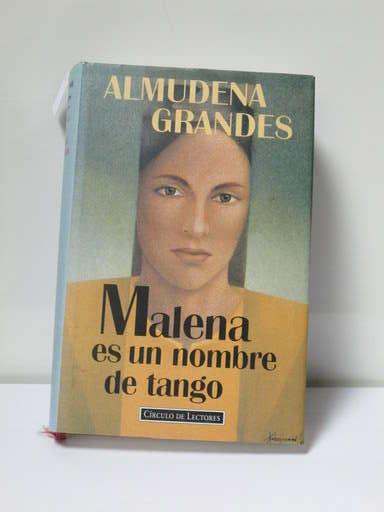 ALMUDENA
GRANDES
Malena
es un nombre
de tango
CÍRCULO DE LECTORES